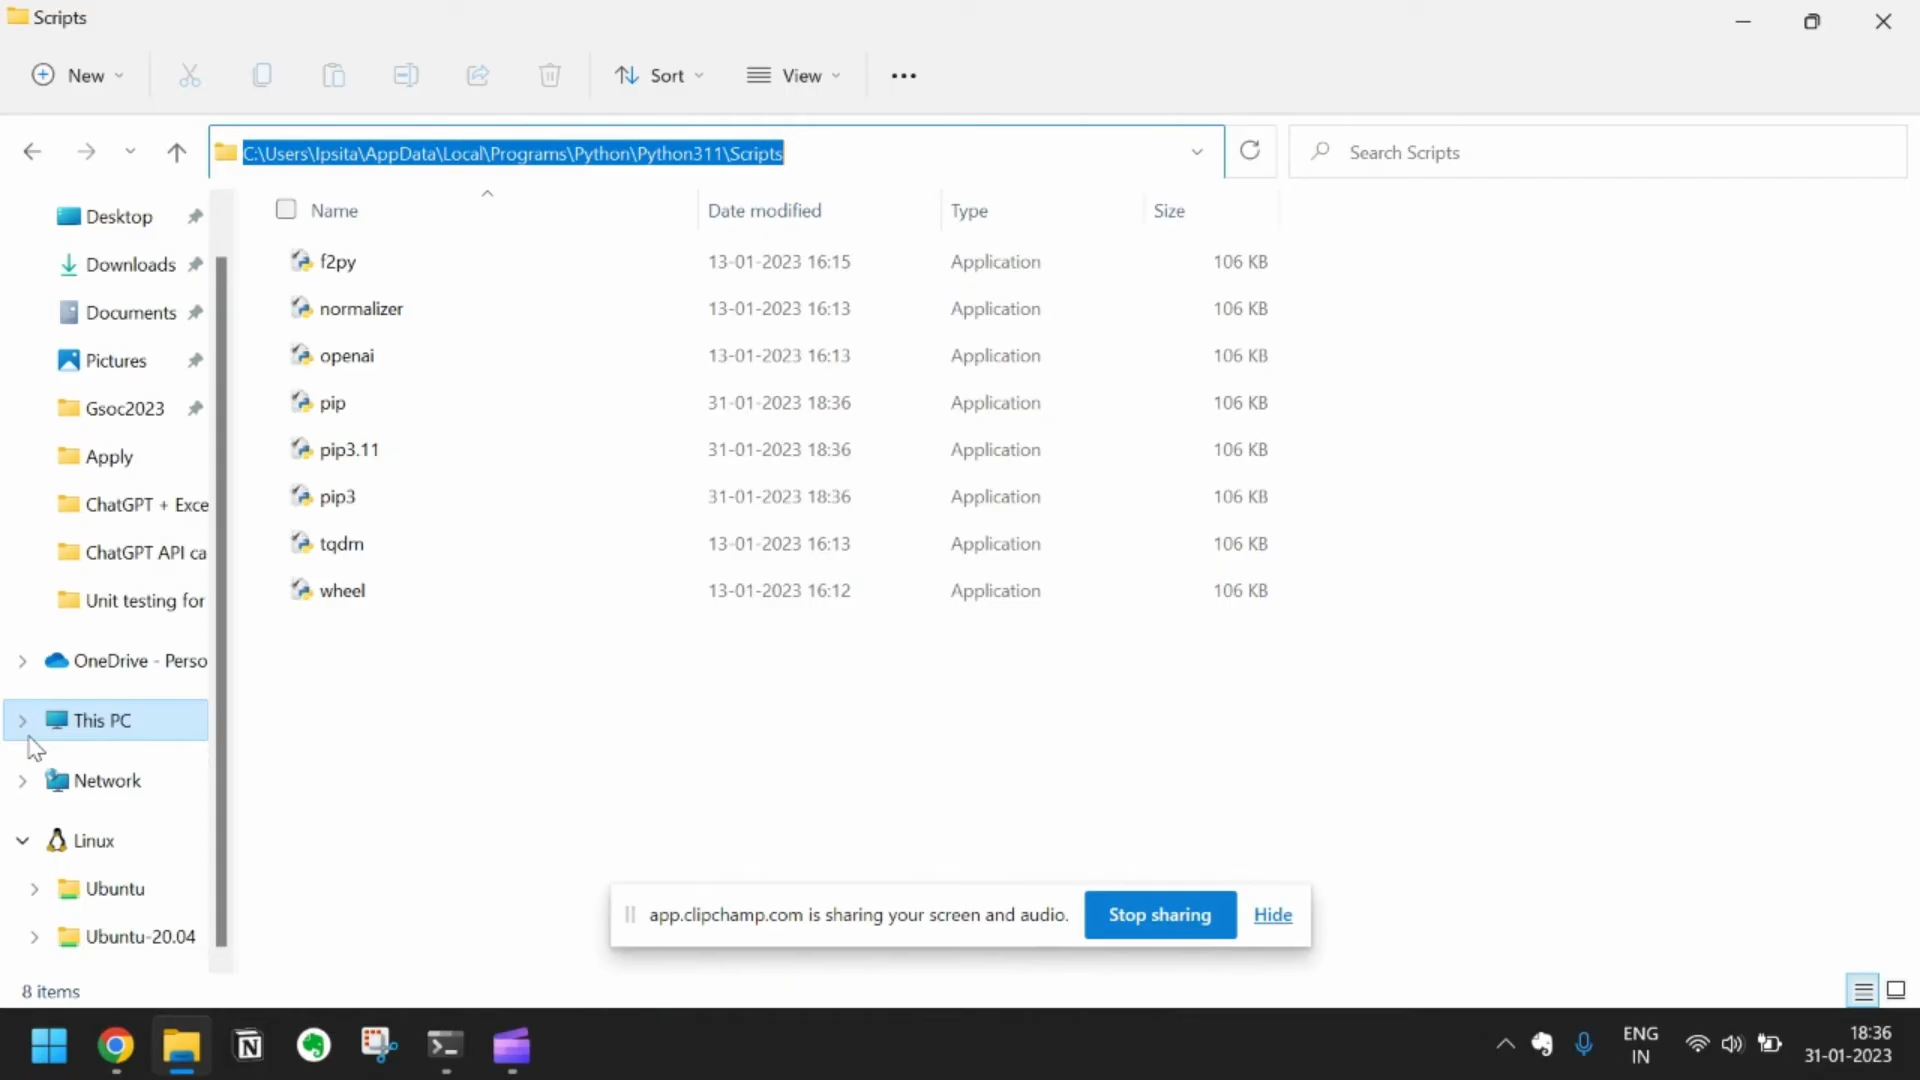 Scripts
New
Sort
View
C:\Users\Ipsita\AppData\Local\Programs\Python\Python311\Scripts
Search Scripts
Name Date modified Type Size
f2py 13-01-2023 16:15 Application 106 KB
normalizer 13-01-2023 16:13 Application 106 KB
openai 13-01-2023 16:13 Application 106 KB
pip 31-01-2023 18:36 Application 106 KB
pip3.11 31-01-2023 18:36 Application 106 KB
pip3 31-01-2023 18:36 Application 106 KB
tqdm 13-01-2023 16:13 Application 106 KB
wheel 13-01-2023 16:12 Application 106 KB
Desktop
Downloads
Documents
Pictures
Gsoc2023
Apply
ChatGPT + Exce
ChatGPT API ca
Unit testing for
OneDrive - Perso
This PC
Network
Linux
Ubuntu
Ubuntu-20.04
app.clipchamp.com is sharing your screen and audio.
Stop sharing
Hide
8 items
ENG
IN
18:36
31-01-2023